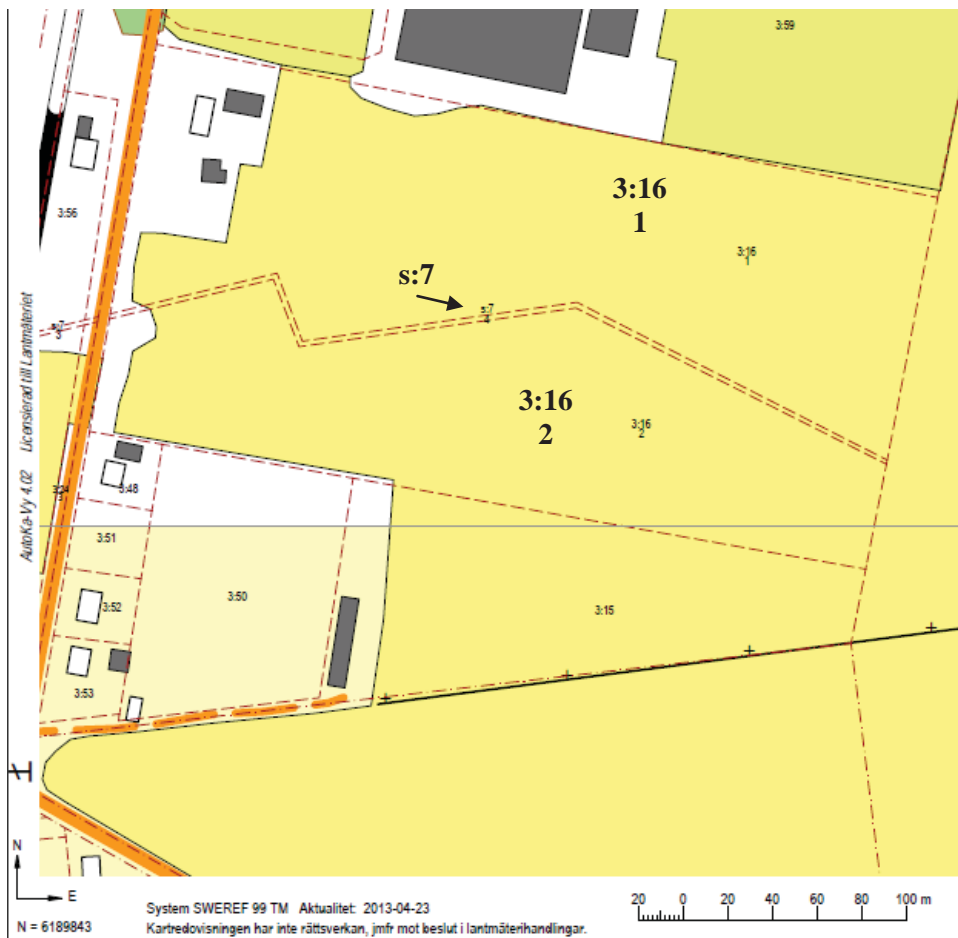 3:59
3:16
1
3:16
1
3:56
s:7
s:7
4
s:7
3
3:16
2
3:16
2
3:48
3:24
3
3:51
3:50
3:52
3:15
3:53
AutoKa-Vy 4.02 Licensierad till Lantmäteriet
N
E
N = 6189843
System SWEREF 99 TM Aktualitet: 2013-04-23
Kartredovisningen har inte rättsverkan, jmfr mot beslut i lantmäterihandlingar.
20 0 20 40 60 80 100 m